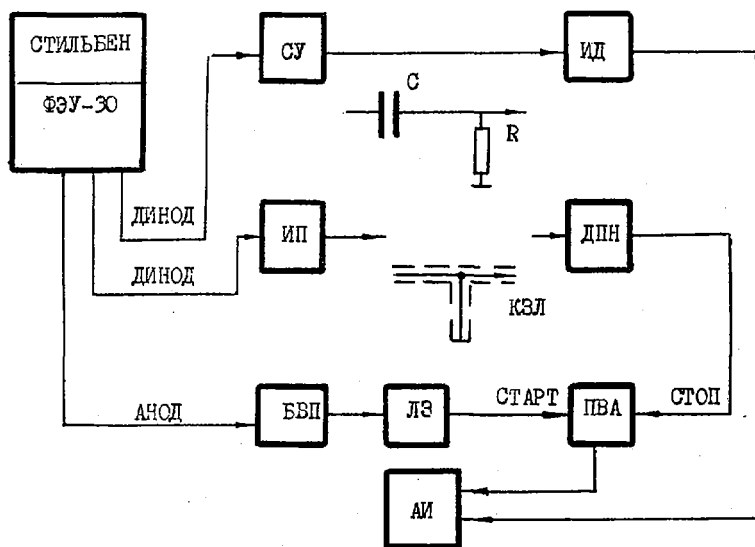 СТИЛЬБЕН
ФЭУ-30
СУ
ИД
C
R
ДИНОД
ИП
ДПН
ДИНОД
КЗЛ
АНОД
БВП
ЛЗ
СТАРТ
ПВА
СТОП
АИ